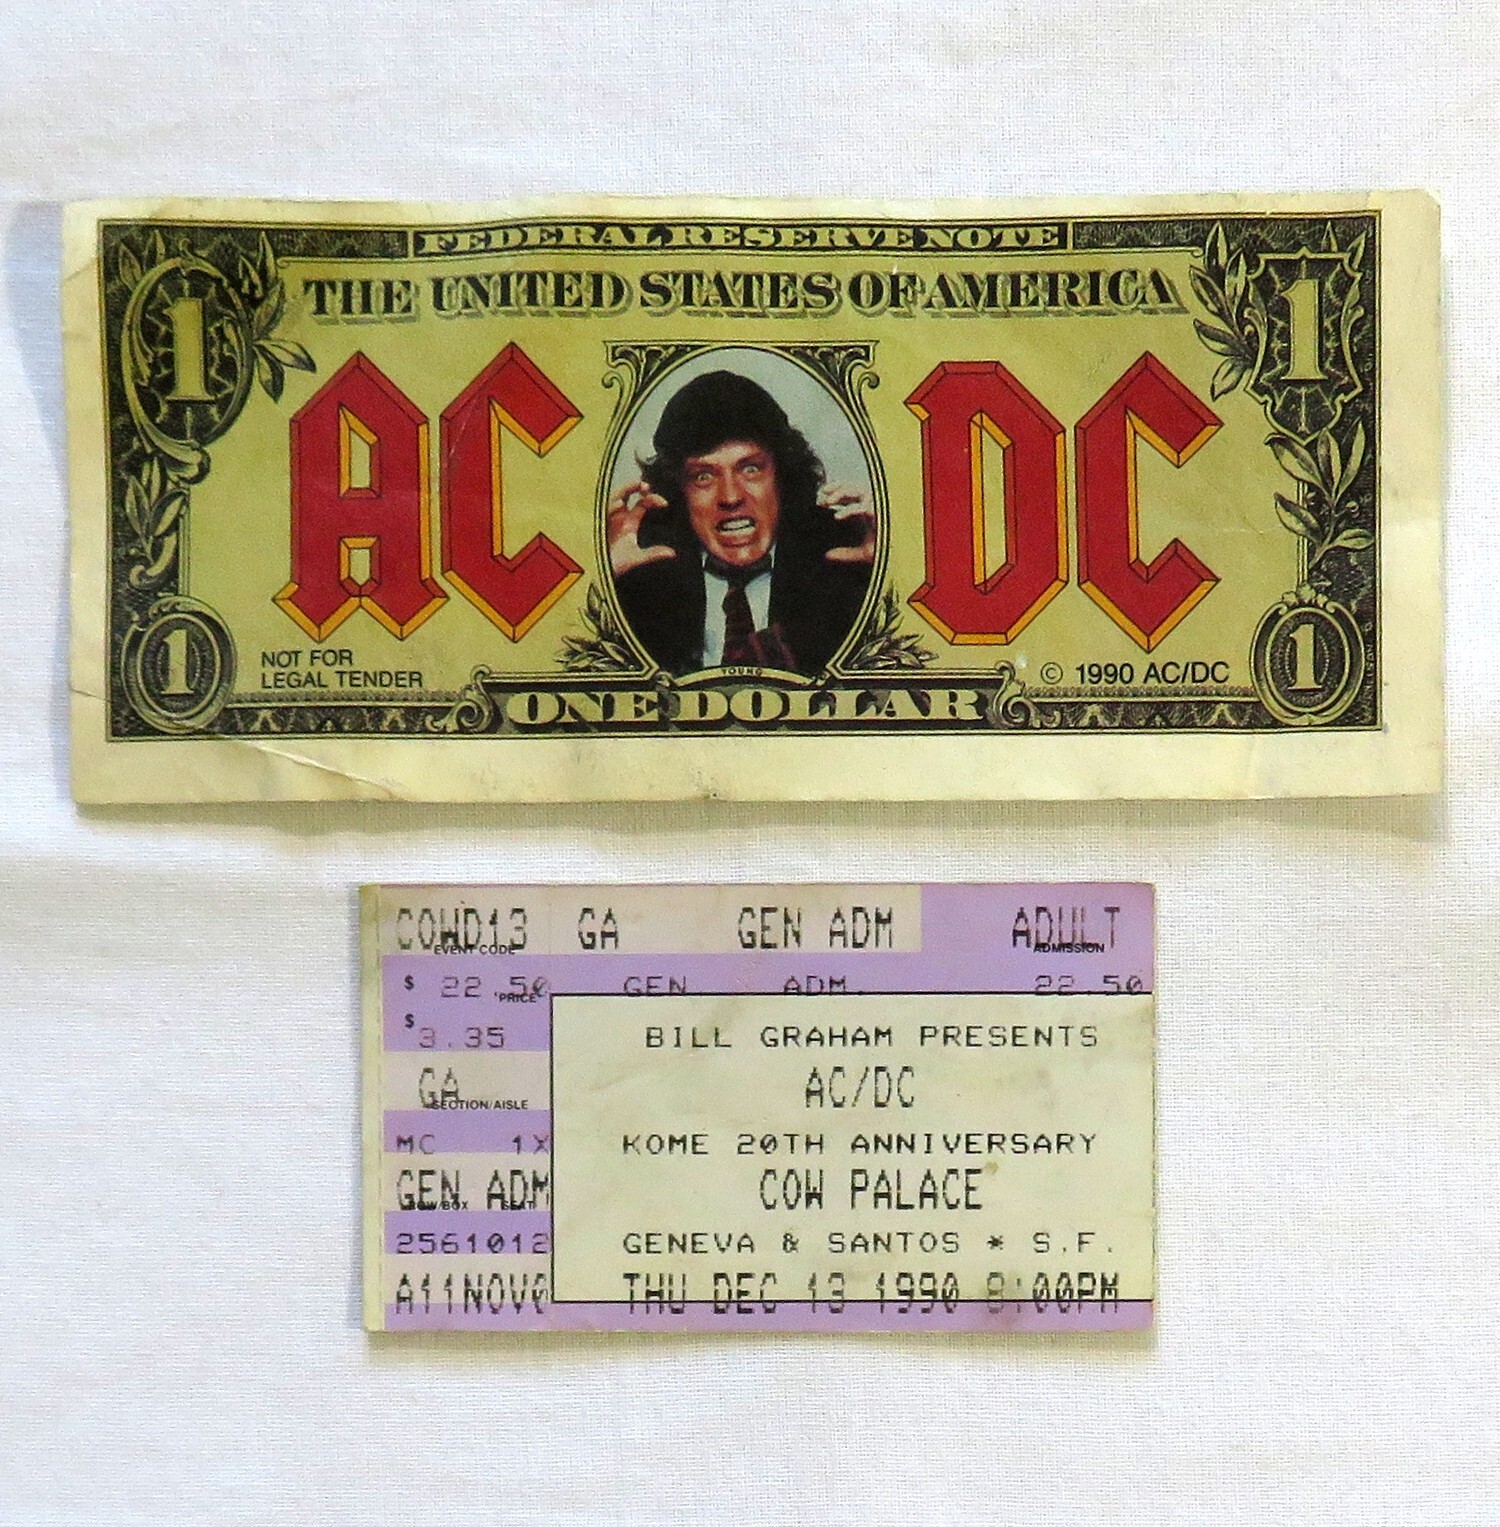 FEDERAL RESERVE NOTE
THE UNITED STATES OF AMERICA
1 1
AC DC
NOT FOR
LEGAL TENDER
© 1990 AC/DC
YOUNG
1 ONE DOLLAR 1
COWD13 GA GEN ADM ADULT
EVENT CODE ADMISSION
$ 22.50 GEN. ADM. 22.50
PRICE
$ 3.35
BILL GRAHAM PRESENTS
GA AC/DC
SECTION/AISLE
MC 1X KOME 20TH ANNIVERSARY
GEN ADM COW PALACE
ROW/BOX SEAT
2561012 GENEVA & SANTOS * S.F.
A11NOV0 THU DEC 13 1990 8:00PM